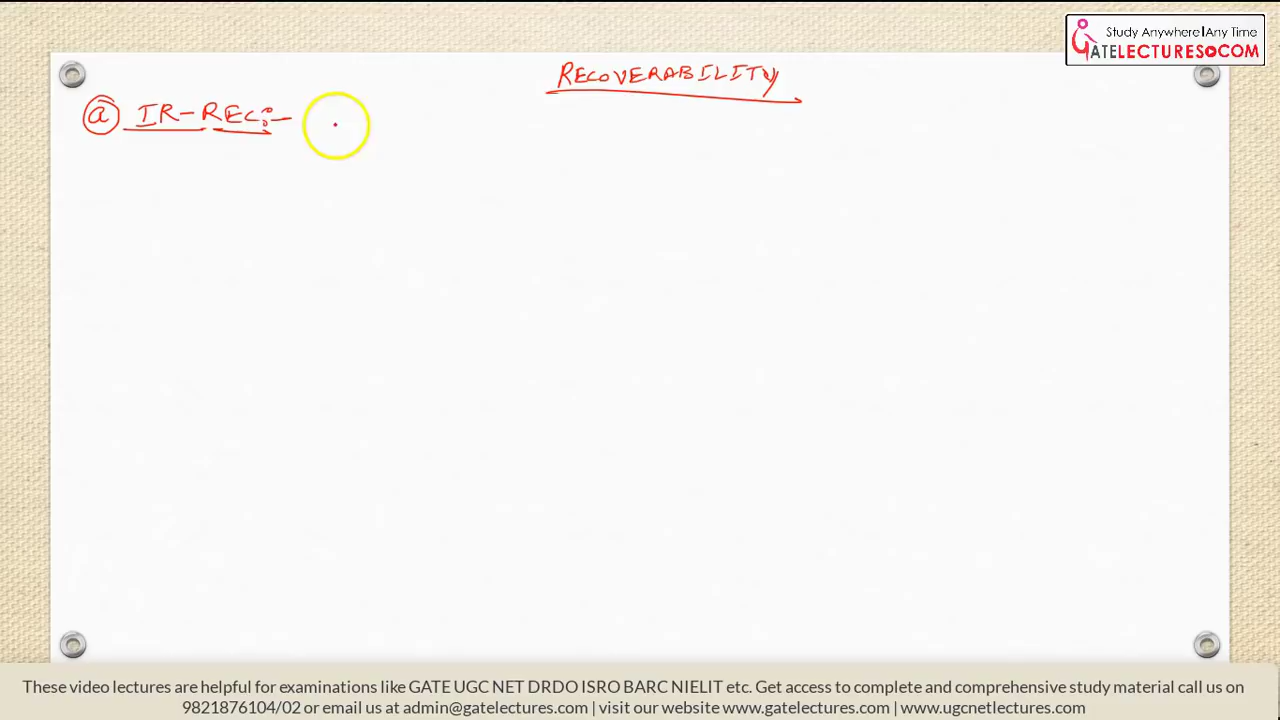 Study Anywhere | Any Time
GATELECTURES.COM
RECOVERABILITY
(a) IR-REC:-
These video lectures are helpful for examinations like GATE UGC NET DRDO ISRO BARC NIELIT etc. Get access to complete and comprehensive study material call us on
9821876104/02 or email us at admin@gatelectures.com | visit our website www.gatelectures.com | www.ugcnetlectures.com